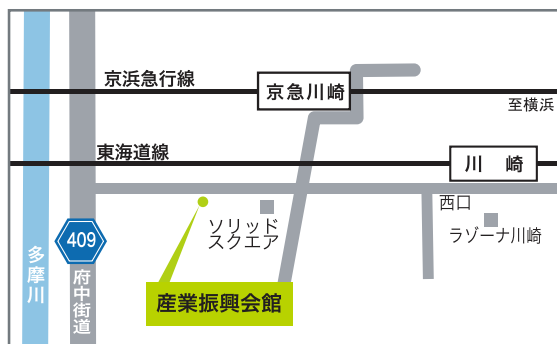 京浜急行線
京急川崎
至横浜
東海道線
川崎
西口
ソリッド
スクエア
ラゾーナ川崎
409
多摩川
府中街道
産業振興会館